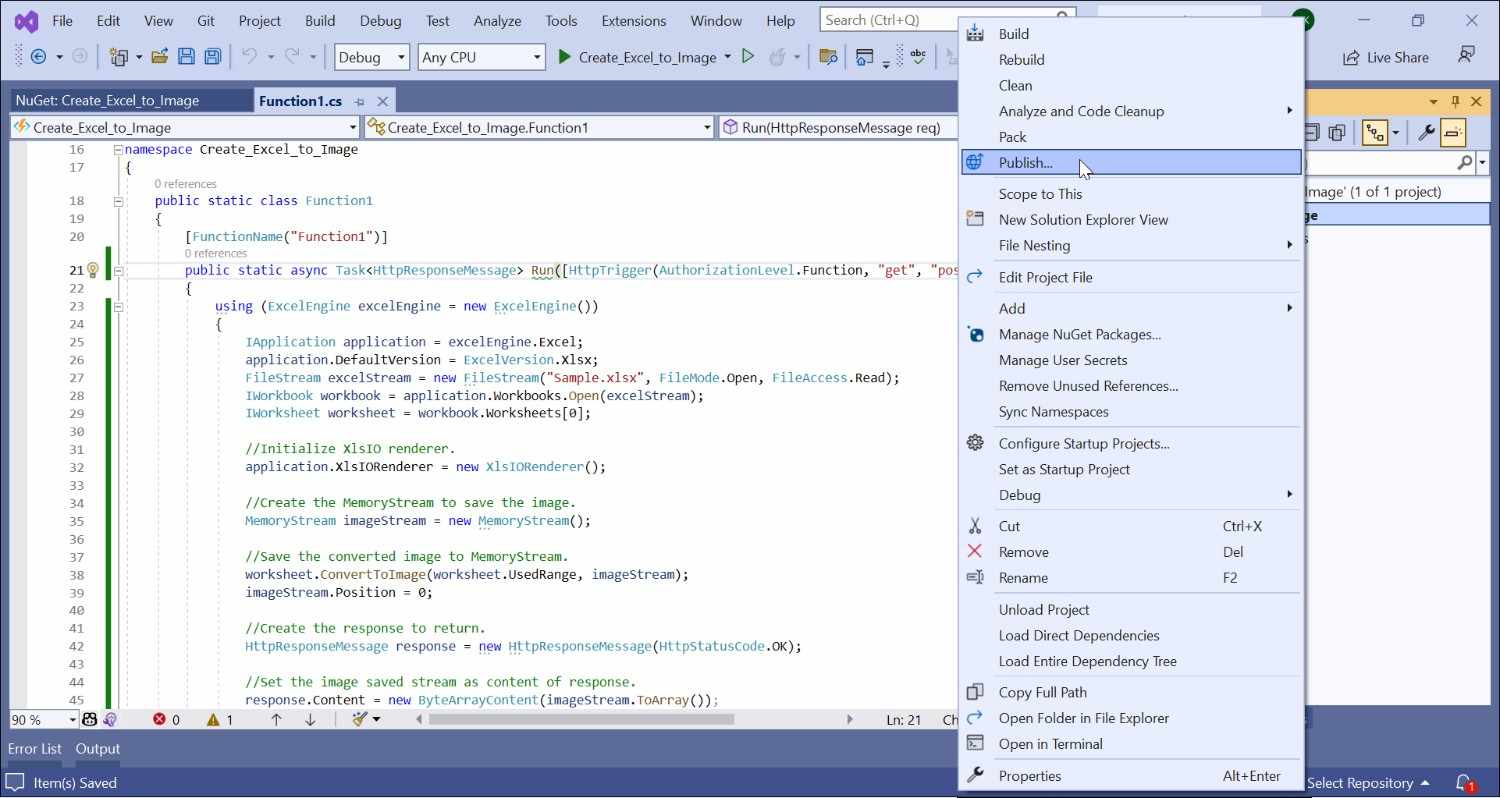 File Edit View Git Project Build Debug Test Analyze Tools Extensions Window Help Search (Ctrl+Q)
Debug Any CPU Create_Excel_to_Image Live Share
NuGet: Create_Excel_to_Image Function1.cs
Create_Excel_to_Image Create_Excel_to_Image.Function1 Run(HttpResponseMessage req)
16 namespace Create_Excel_to_Image
17 {
0 references
18 public static class Function1
19 {
20 [FunctionName("Function1")]
0 references
21 public static async Task<HttpResponseMessage> Run([HttpTrigger(AuthorizationLevel.Function, "get", "pos
22 {
23 using (ExcelEngine excelEngine = new ExcelEngine())
24 {
25 IApplication application = excelEngine.Excel;
26 application.DefaultVersion = ExcelVersion.Xlsx;
27 FileStream excelStream = new FileStream("Sample.xlsx", FileMode.Open, FileAccess.Read);
28 IWorkbook workbook = application.Workbooks.Open(excelStream);
29 IWorksheet worksheet = workbook.Worksheets[0];
30
31 //Initialize XlsIO renderer.
32 application.XlsIORenderer = new XlsIORenderer();
33
34 //Create the MemoryStream to save the image.
35 MemoryStream imageStream = new MemoryStream();
36
37 //Save the converted image to MemoryStream.
38 worksheet.ConvertToImage(worksheet.UsedRange, imageStream);
39 imageStream.Position = 0;
40
41 //Create the response to return.
42 HttpResponseMessage response = new HttpResponseMessage(HttpStatusCode.OK);
43
44 //Set the image saved stream as content of response.
45 response.Content = new ByteArrayContent(imageStream.ToArray());
90 % 0 1 Ln: 21 Ch
Error List Output
Item(s) Saved
Build
Rebuild
Clean
Analyze and Code Cleanup
Pack
Publish...
Scope to This
New Solution Explorer View
File Nesting
Edit Project File
Add
Manage NuGet Packages...
Manage User Secrets
Remove Unused References...
Sync Namespaces
Configure Startup Projects...
Set as Startup Project
Debug
Cut Ctrl+X
Remove Del
Rename F2
Unload Project
Load Direct Dependencies
Load Entire Dependency Tree
Copy Full Path
Open Folder in File Explorer
Open in Terminal
Properties Alt+Enter
Image' (1 of 1 project)
ge
s
Select Repository 1